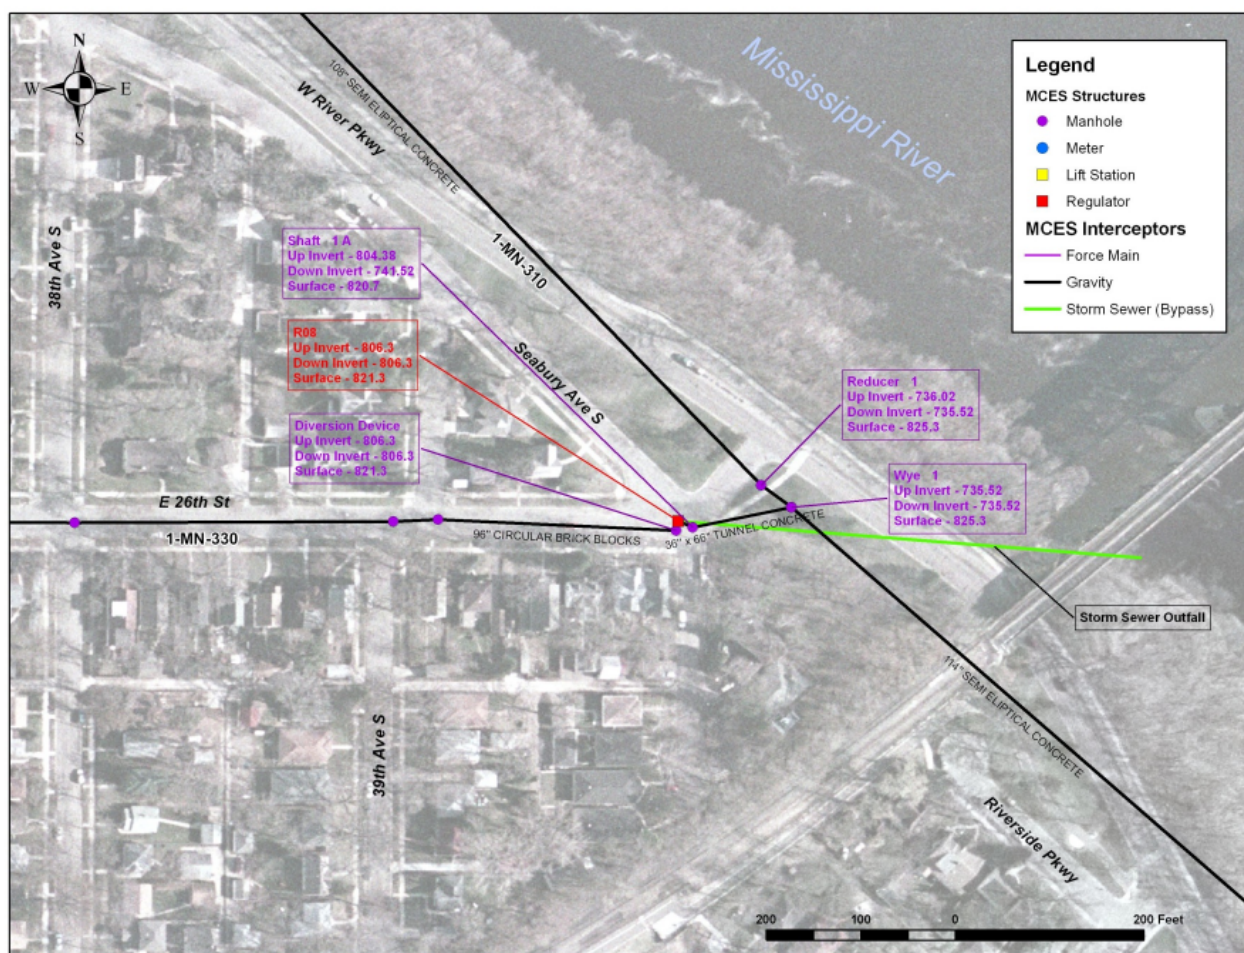 N
W E
S
Mississippi River
Legend
MCES Structures
Manhole
Meter
Lift Station
Regulator
MCES Interceptors
Force Main
Gravity
Storm Sewer (Bypass)
108" SEMI ELIPTICAL CONCRETE
W River Pkwy
38th Ave S
1-MN-310
Shaft 1 A
Up Invert - 804.38
Down Invert - 741.52
Surface - 820.7
R08
Up Invert - 806.3
Down Invert - 806.3
Surface - 821.3
Seabury Ave S
Reducer 1
Up Invert - 736.02
Down Invert - 735.52
Surface - 825.3
Diversion Device
Up Invert - 806.3
Down Invert - 806.3
Surface - 821.3
Wye 1
Up Invert - 735.52
Down Invert - 735.52
Surface - 825.3
E 26th St
1-MN-330
96" CIRCULAR BRICK BLOCKS
36" x 66" TUNNEL CONCRETE
Storm Sewer Outfall
114" SEMI ELIPTICAL CONCRETE
39th Ave S
Riverside Pkwy
200 100 0 200 Feet